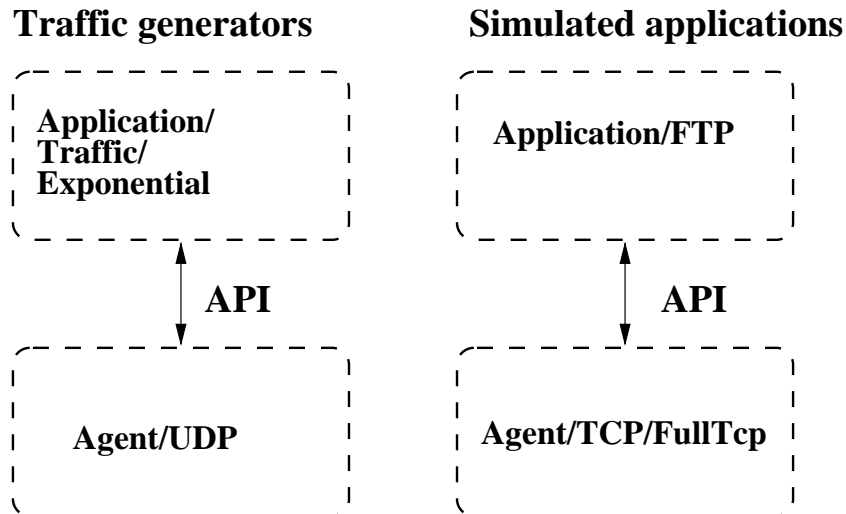 Traffic generators
Simulated applications
Application/
Traffic/
Exponential
Application/FTP
API
API
Agent/UDP
Agent/TCP/FullTcp